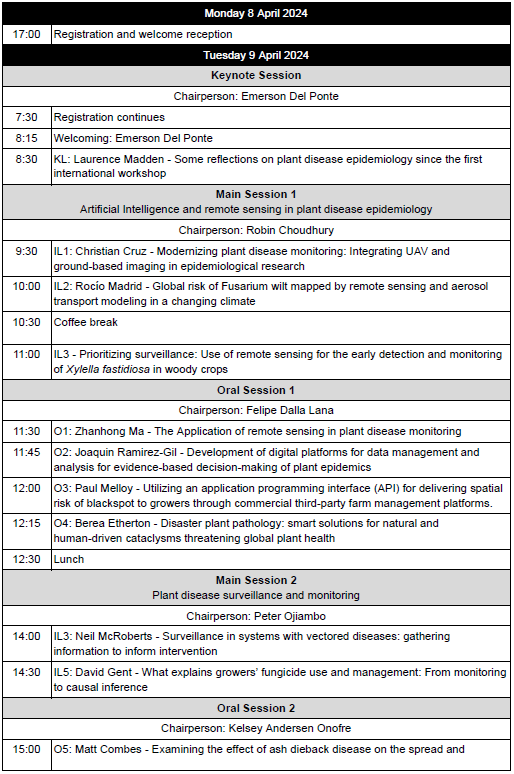 Monday 8 April 2024
17:00 Registration and welcome reception
Tuesday 9 April 2024
Keynote Session
Chairperson: Emerson Del Ponte
7:30 Registration continues
8:15 Welcoming: Emerson Del Ponte
8:30 KL: Laurence Madden - Some reflections on plant disease epidemiology since the first
international workshop
Main Session 1
Artificial Intelligence and remote sensing in plant disease epidemiology
Chairperson: Robin Choudhury
9:30 IL1: Christian Cruz - Modernizing plant disease monitoring: Integrating UAV and
ground-based imaging in epidemiological research
10:00 IL2: Rocío Madrid - Global risk of Fusarium wilt mapped by remote sensing and aerosol
transport modeling in a changing climate
10:30 Coffee break
11:00 IL3 - Prioritizing surveillance: Use of remote sensing for the early detection and monitoring
of Xylella fastidiosa in woody crops
Oral Session 1
Chairperson: Felipe Dalla Lana
11:30 O1: Zhanhong Ma - The Application of remote sensing in plant disease monitoring
11:45 O2: Joaquin Ramirez-Gil - Development of digital platforms for data management and
analysis for evidence-based decision-making of plant epidemics
12:00 O3: Paul Melloy - Utilizing an application programming interface (API) for delivering spatial
risk of blackspot to growers through commercial third-party farm management platforms.
12:15 O4: Berea Etherton - Disaster plant pathology: smart solutions for natural and
human-driven cataclysms threatening global plant health
12:30 Lunch
Main Session 2
Plant disease surveillance and monitoring
Chairperson: Peter Ojiambo
14:00 IL3: Neil McRoberts - Surveillance in systems with vectored diseases: gathering
information to inform intervention
14:30 IL5: David Gent - What explains growers' fungicide use and management: From monitoring
to causal inference
Oral Session 2
Chairperson: Kelsey Andersen Onofre
15:00 O5: Matt Combes - Examining the effect of ash dieback disease on the spread and